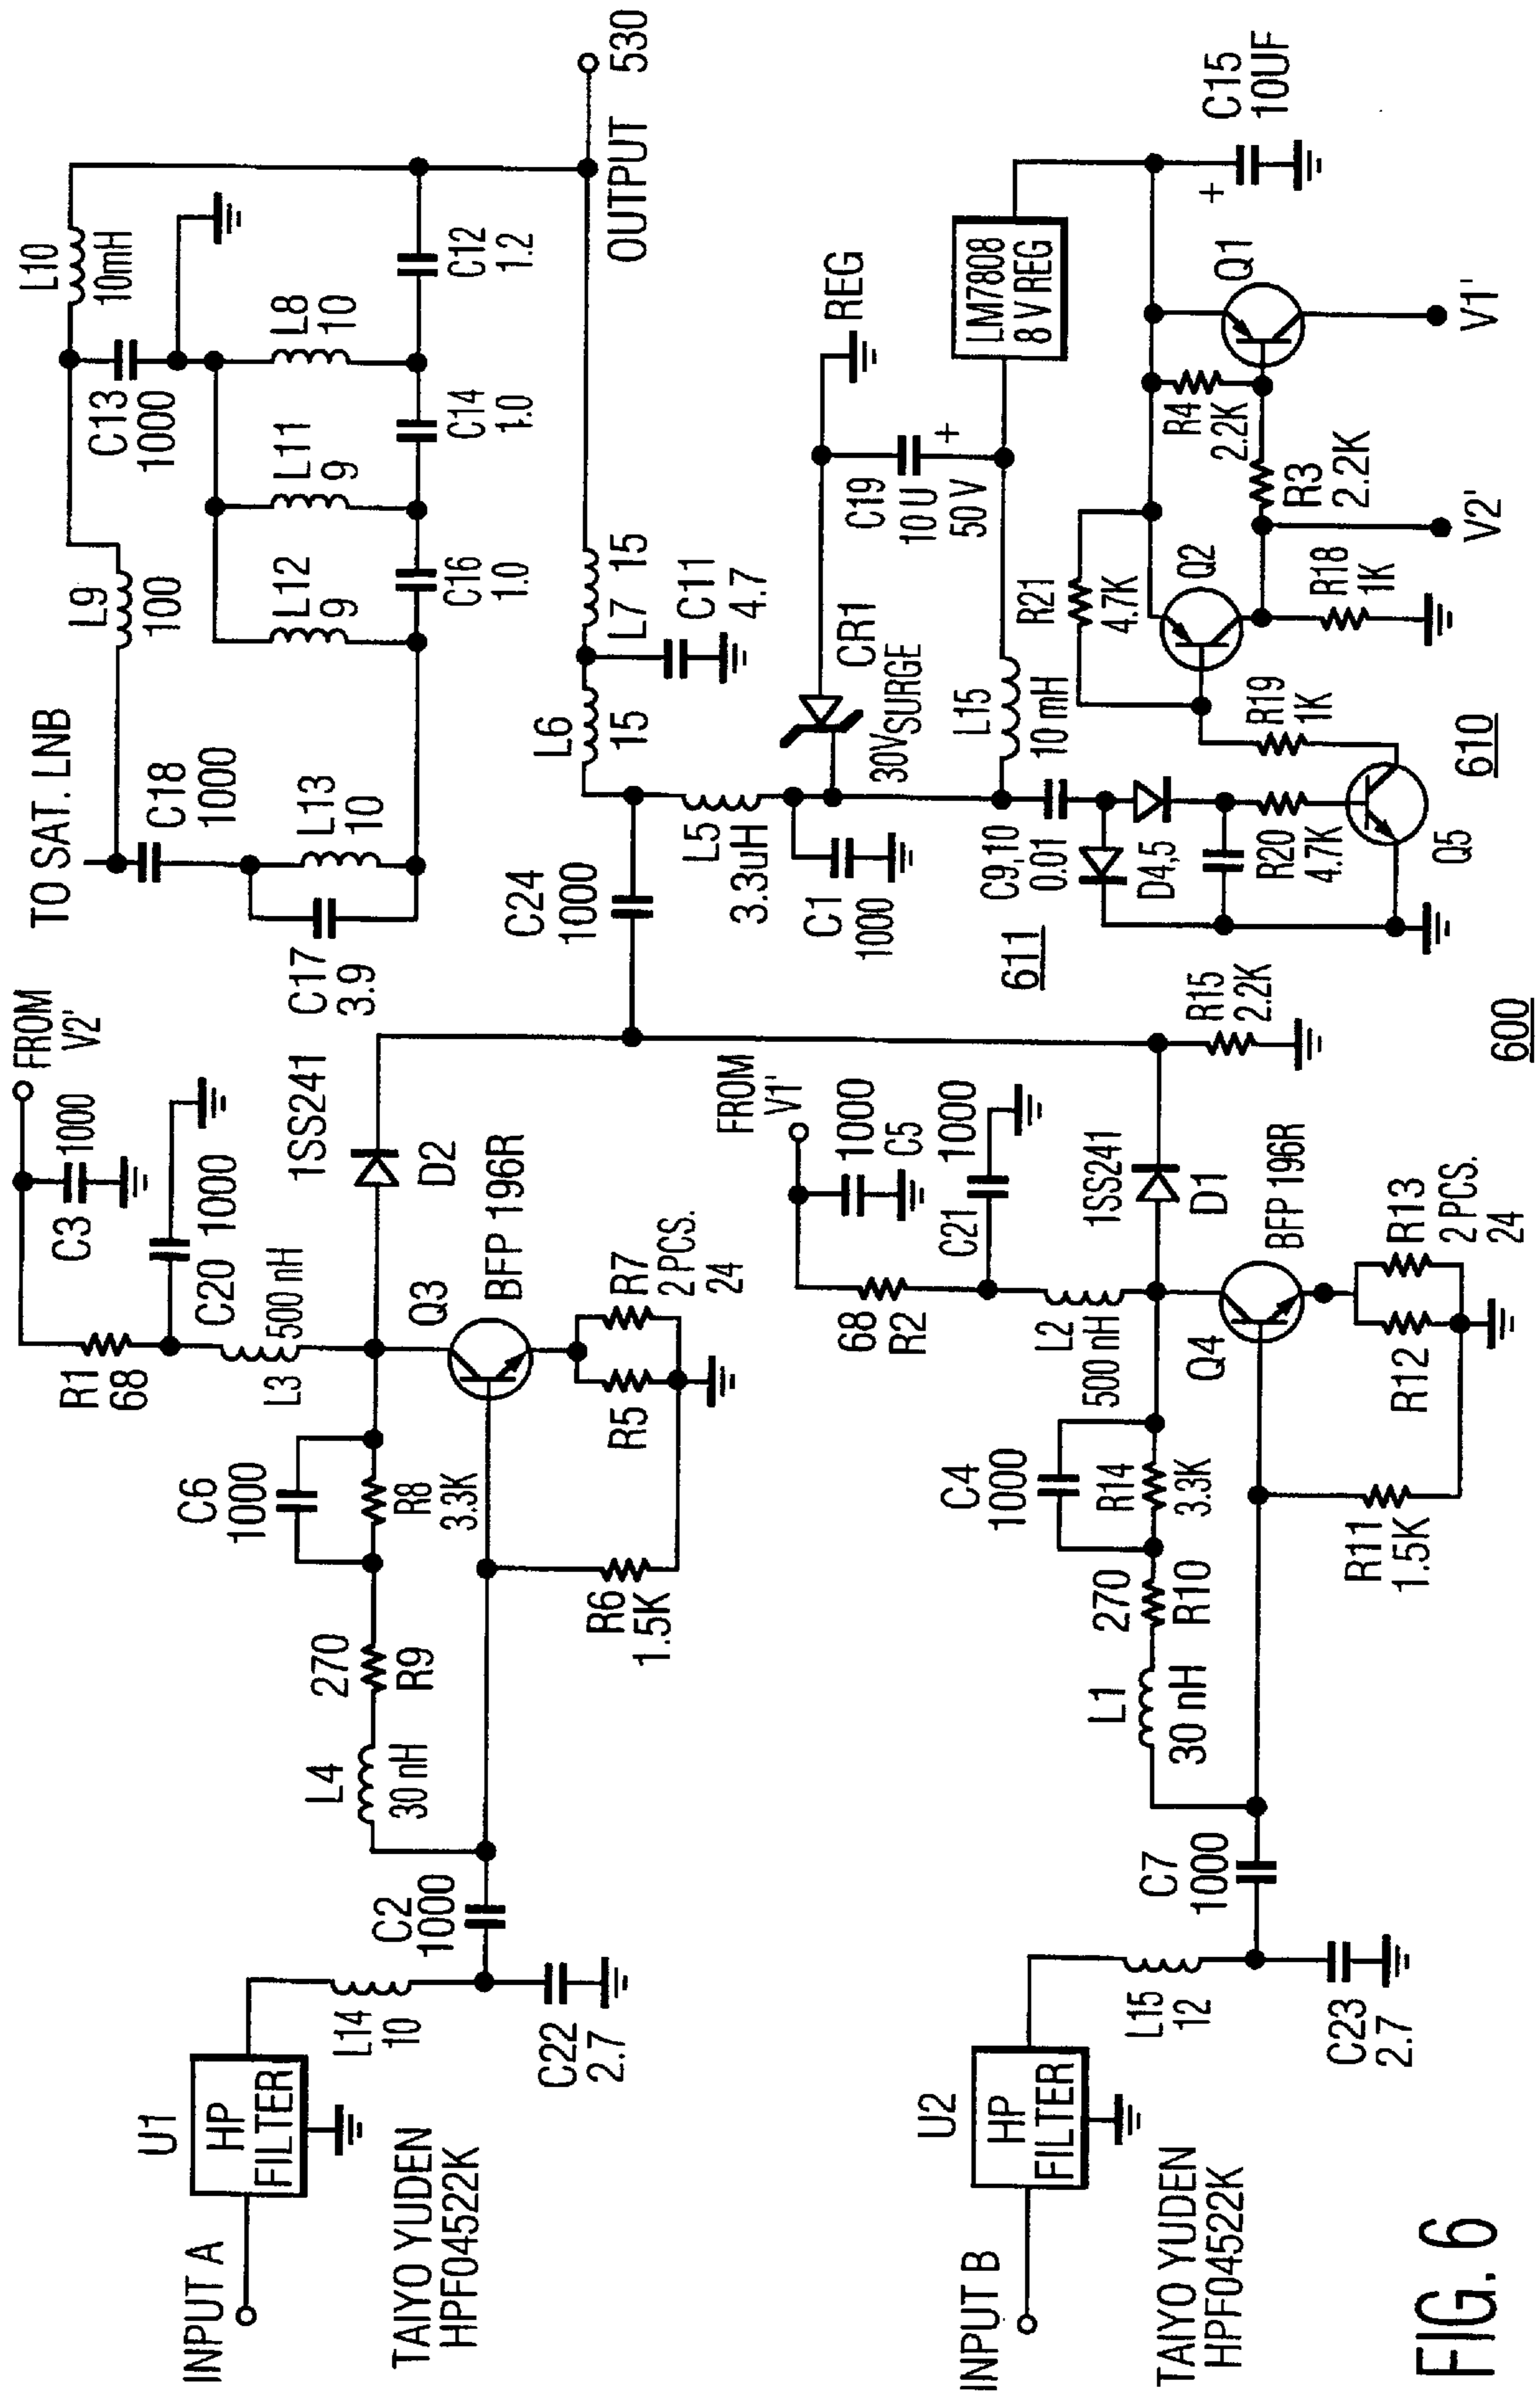 TO SAT. LNB
L9
100
L10
10mH
C13
1000
C18
1000
L13
10
C17
3.9
L12
9
L11
9
L8
10
C16
1.0
C14
1.0
C12
1.2
OUTPUT 530
L6
15
L7 15
C11
4.7
C24
1000
L5
3.3uH
C1
1000
CR1
30V SURGE
REG
C19
10 U
50 V
+
L15
10 mH
LM7808
8 V REG
C15
10UF
+
C9,10
0.01
D4,5
R20
4.7K
R19
1K
Q5
R21
4.7K
Q2
R18
1K
R4
2.2K
R3
2.2K
Q1
V2'
V1'
610
611
600
FROM
V2'
C3
1000
R1
68
C20 1000
L3
500 nH
1SS241
D2
Q3
BFP 196R
R5
R7
2 PCS.
24
C6
1000
R8
3.3K
270
R9
L4
30 nH
R6
1.5K
C2
1000
L14
10
C22
2.7
U1
HP
FILTER
INPUT A
TAIYO YUDEN
HPF04522K
FROM
V1'
1000
C5
68
R2
C21
1000
L2
500 nH
1SS241
D1
R15
2.2K
Q4
BFP 196R
R12
R13
2 PCS.
24
C4
1000
R14
3.3K
270
R10
L1
30 nH
R11
1.5K
C7
1000
L15
12
C23
2.7
U2
HP
FILTER
INPUT B
TAIYO YUDEN
HPF04522K
FIG. 6